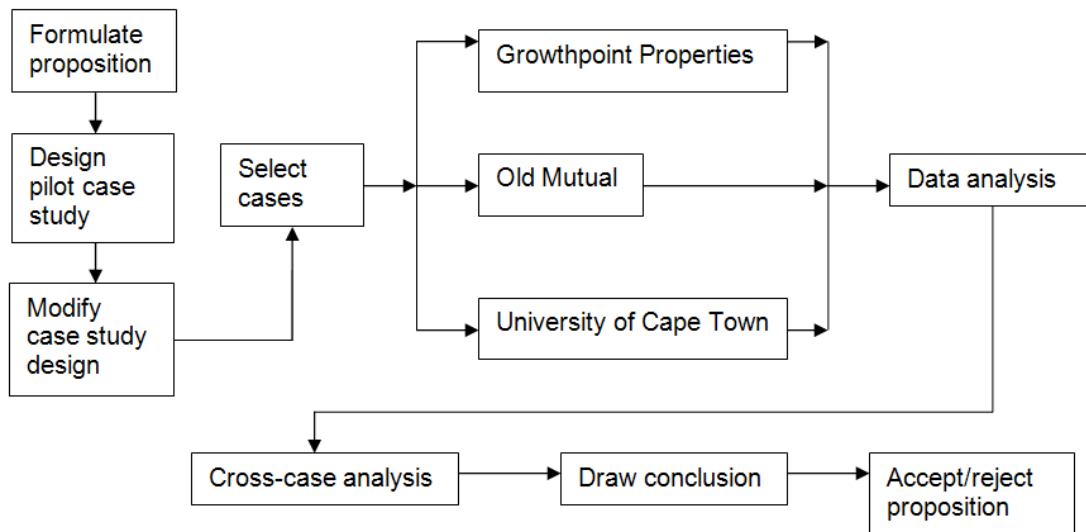 Formulate
proposition
Design
pilot case
study
Modify
case study
design
Select
cases
Growthpoint Properties
Old Mutual
University of Cape Town
Data analysis
Cross-case analysis
Draw conclusion
Accept/reject
proposition